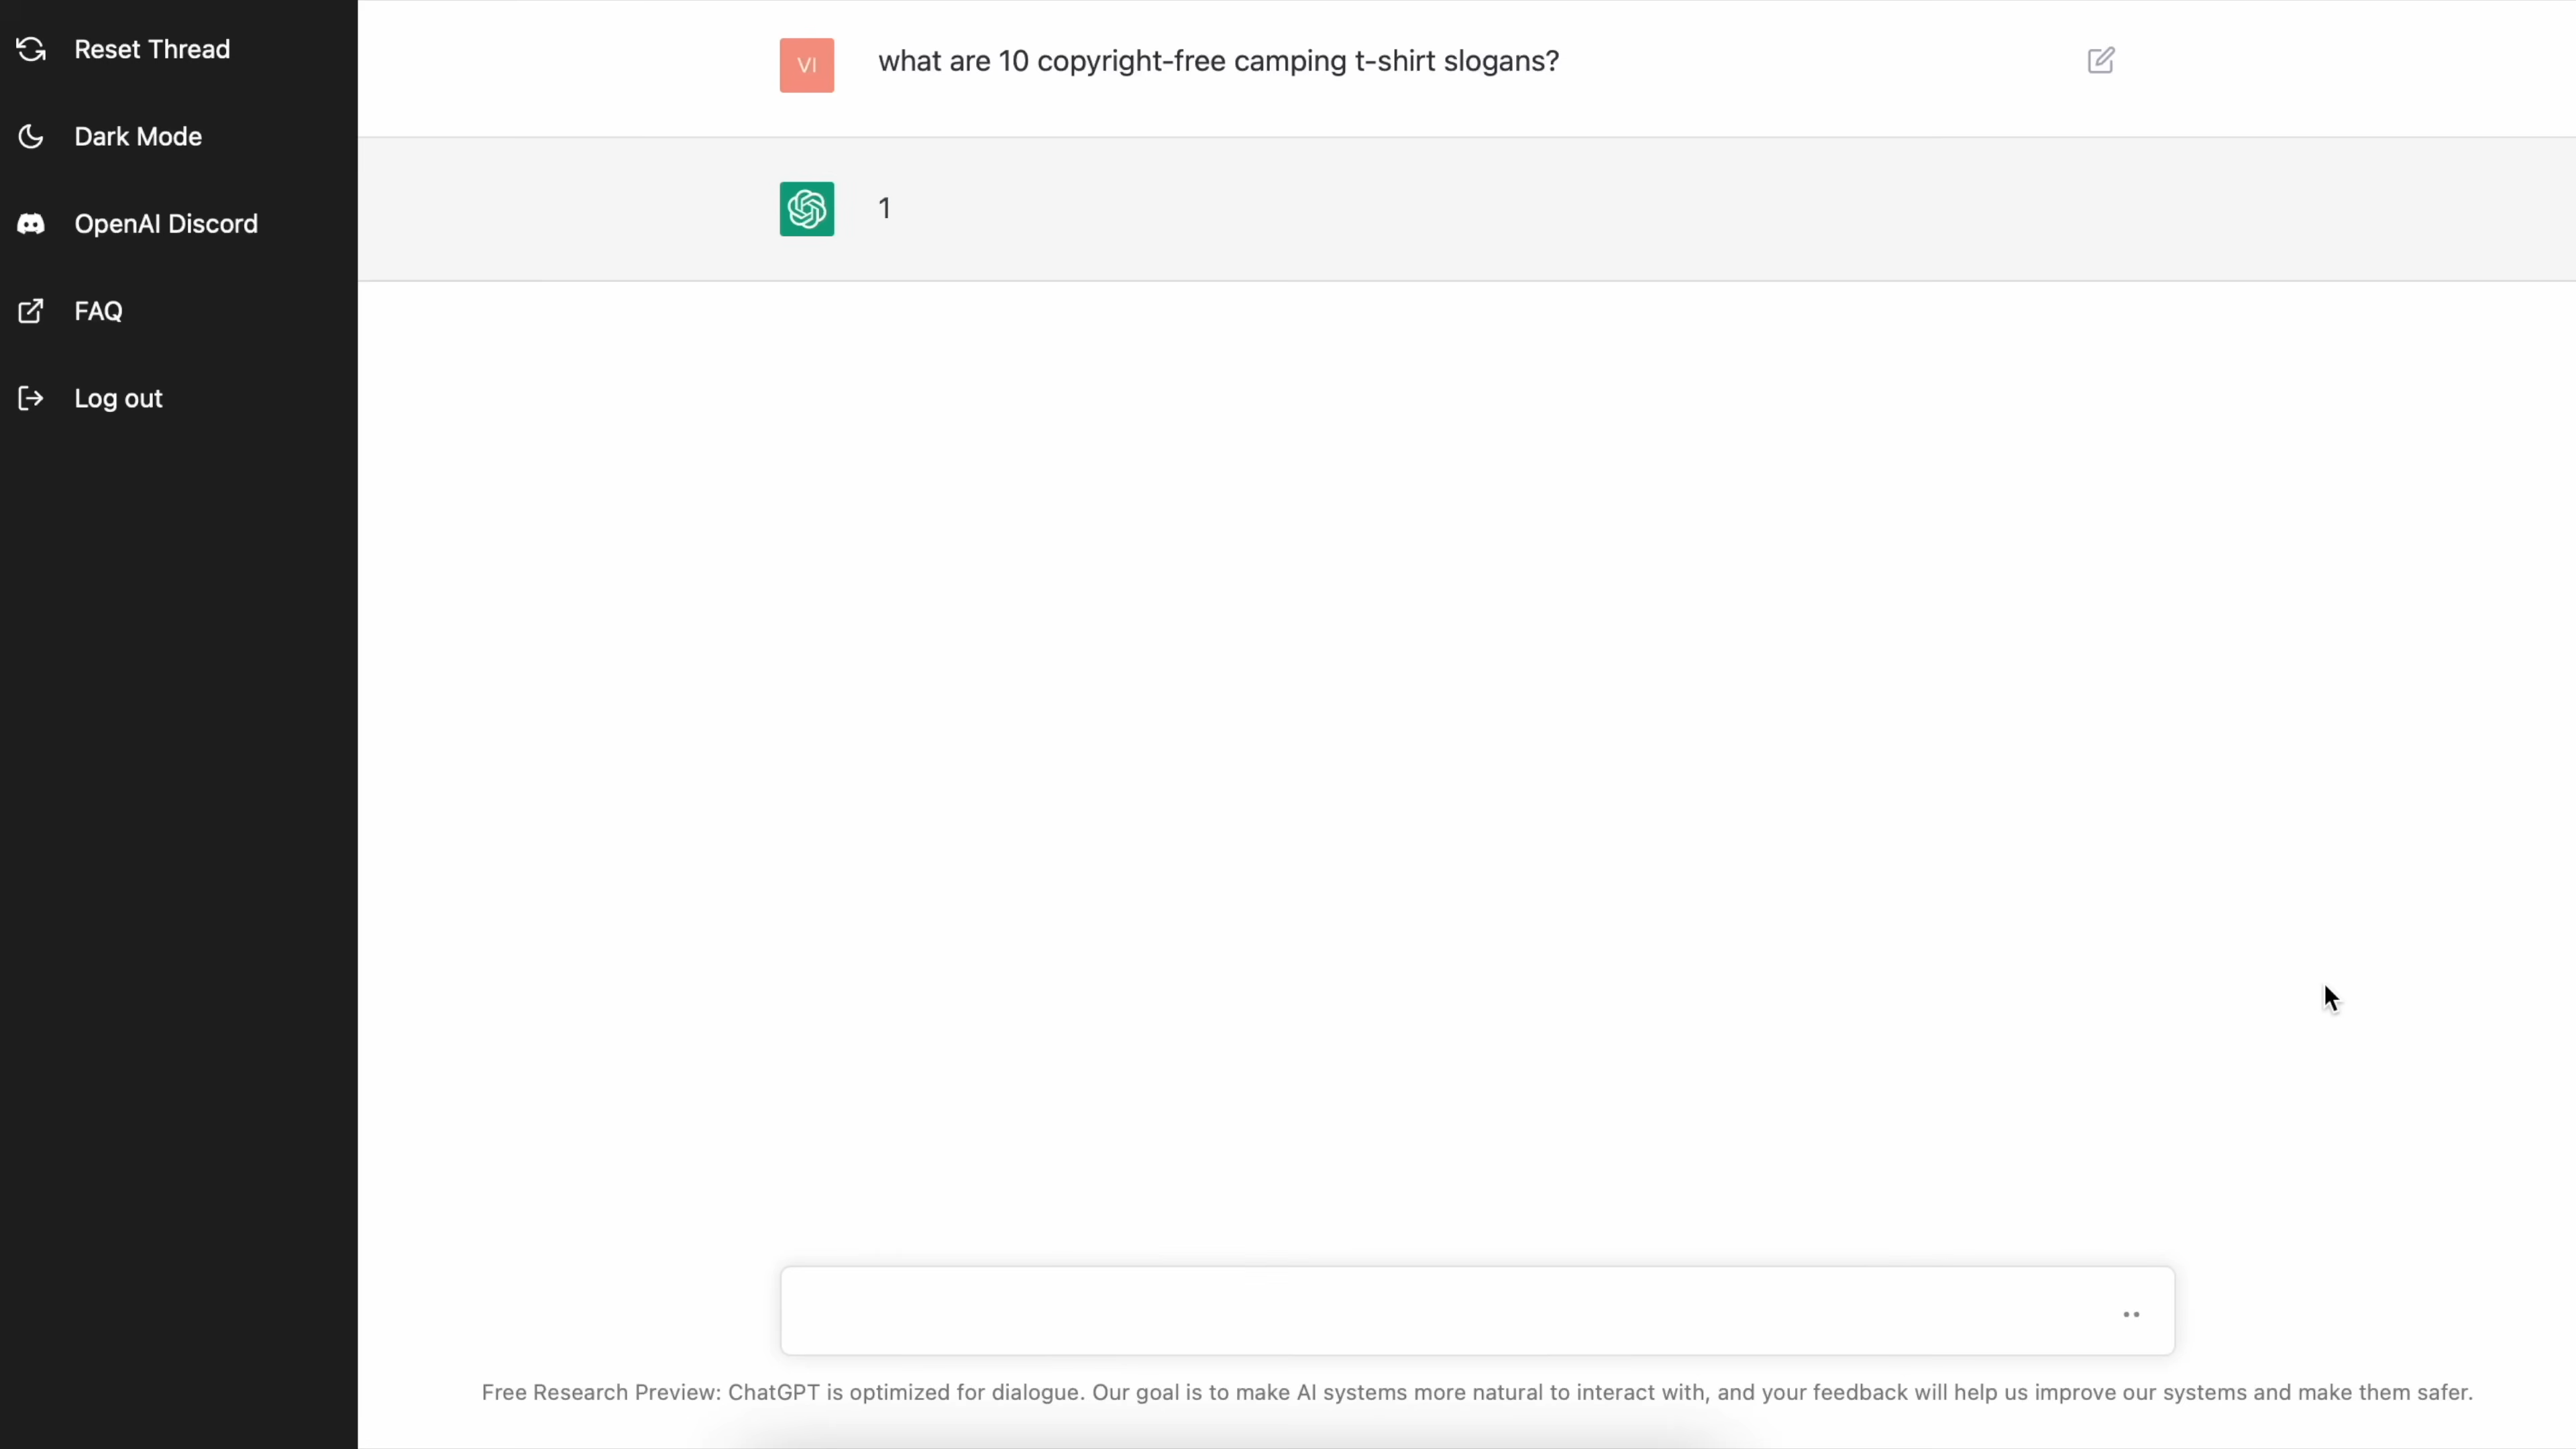 Reset Thread
Dark Mode
OpenAI Discord
FAQ
Log out
VI
what are 10 copyright-free camping t-shirt slogans?
1
Free Research Preview: ChatGPT is optimized for dialogue. Our goal is to make AI systems more natural to interact with, and your feedback will help us improve our systems and make them safer.